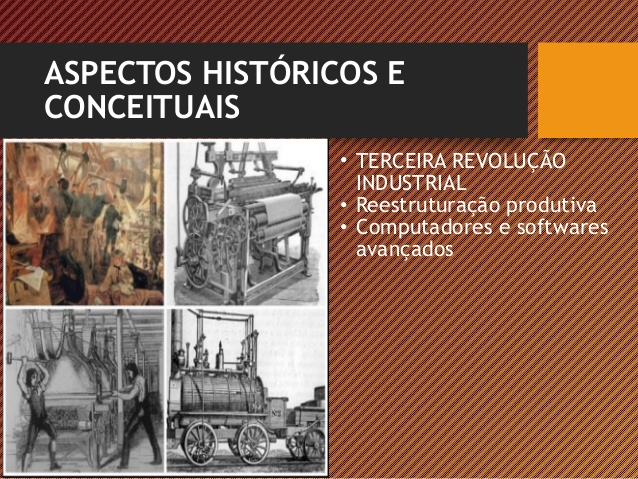 ASPECTOS HISTÓRICOS E
CONCEITUAIS
• TERCEIRA REVOLUÇÃO
INDUSTRIAL
• Reestruturação produtiva
• Computadores e softwares
avançados